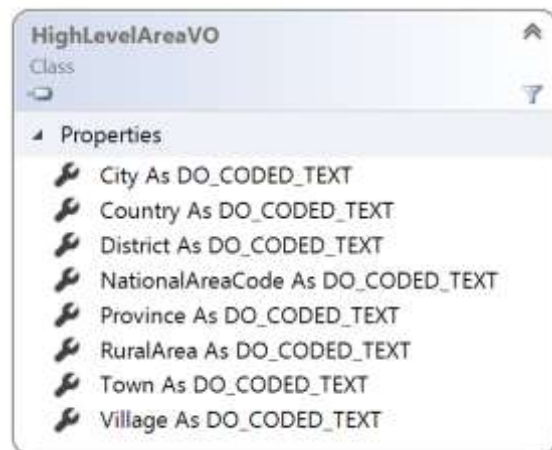 HighLevelAreaVO
Class
Properties
City As DO_CODED_TEXT
Country As DO_CODED_TEXT
District As DO_CODED_TEXT
NationalAreaCode As DO_CODED_TEXT
Province As DO_CODED_TEXT
RuralArea As DO_CODED_TEXT
Town As DO_CODED_TEXT
Village As DO_CODED_TEXT